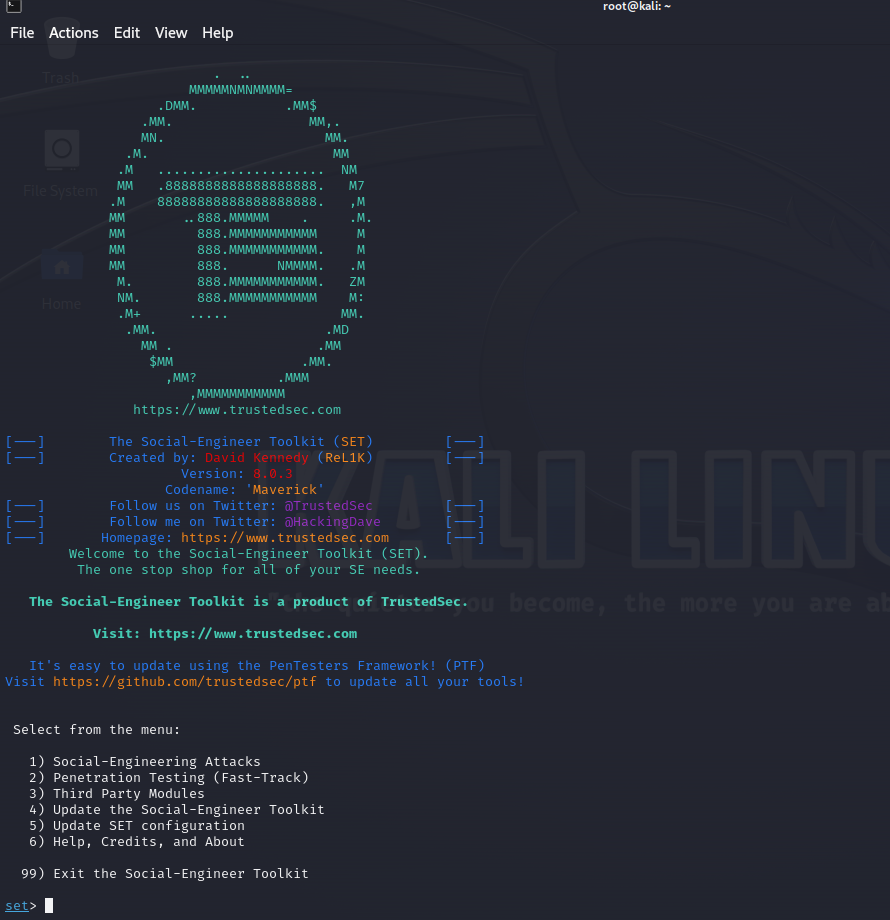 root@kali: ~
File Actions Edit View Help
Trash
File System
Home
. ..
MMMMMNMNMMMM=
.DMM. .MM$
.MM. MM,.
MN. MM.
.M. MM
.M ..................... NM
MM .8888888888888888888. M7
.M 88888888888888888888. ,M
MM ..888.MMMMM . .M.
MM 888.MMMMMMMMMMM M
MM 888.MMMMMMMMMMM. M
MM 888. NMMMM. .M
M. 888.MMMMMMMMMMM. ZM
NM. 888.MMMMMMMMMMM M:
.M+ ..... MM.
.MM. .MD
MM . .MM
$MM .MM.
,MM? .MMM
,MMMMMMMMMMM
https://www.trustedsec.com
[---] The Social-Engineer Toolkit (SET) [---]
[---] Created by: David Kennedy (ReL1K) [---]
Version: 8.0.3
Codename: 'Maverick'
[---] Follow us on Twitter: @TrustedSec [---]
[---] Follow me on Twitter: @HackingDave [---]
[---] Homepage: https://www.trustedsec.com [---]
Welcome to the Social-Engineer Toolkit (SET).
The one stop shop for all of your SE needs.
The Social-Engineer Toolkit is a product of TrustedSec.
Visit: https://www.trustedsec.com
It's easy to update using the PenTesters Framework! (PTF)
Visit https://github.com/trustedsec/ptf to update all your tools!
Select from the menu:
1) Social-Engineering Attacks
2) Penetration Testing (Fast-Track)
3) Third Party Modules
4) Update the Social-Engineer Toolkit
5) Update SET configuration
6) Help, Credits, and About
99) Exit the Social-Engineer Toolkit
set>
KALI LINU
you become, the more you are ab